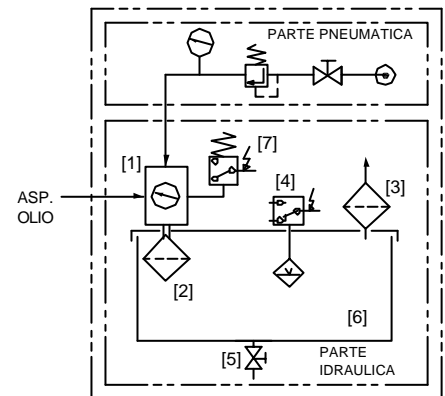 PARTE PNEUMATICA
[1]
[7]
[4]
[3]
ASP.
OLIO
[2]
[6]
[5]
PARTE
IDRAULICA